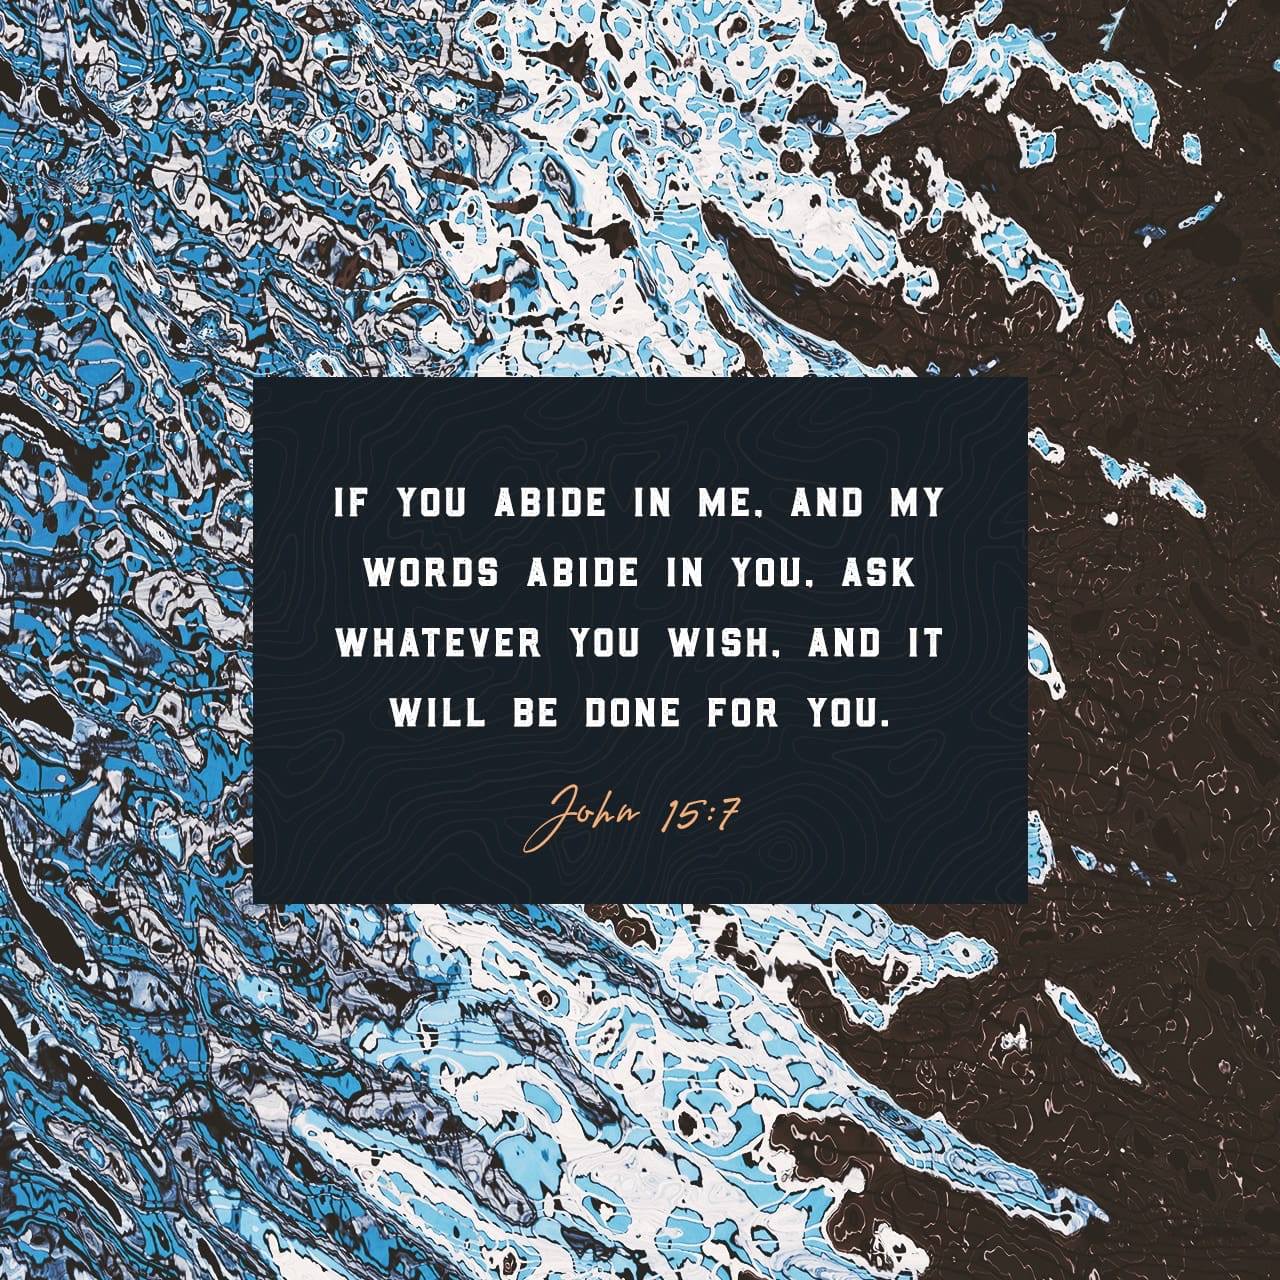 IF YOU ABIDE IN ME, AND MY
WORDS ABIDE IN YOU, ASK
WHATEVER YOU WISH, AND IT
WILL BE DONE FOR YOU.
John 15:7